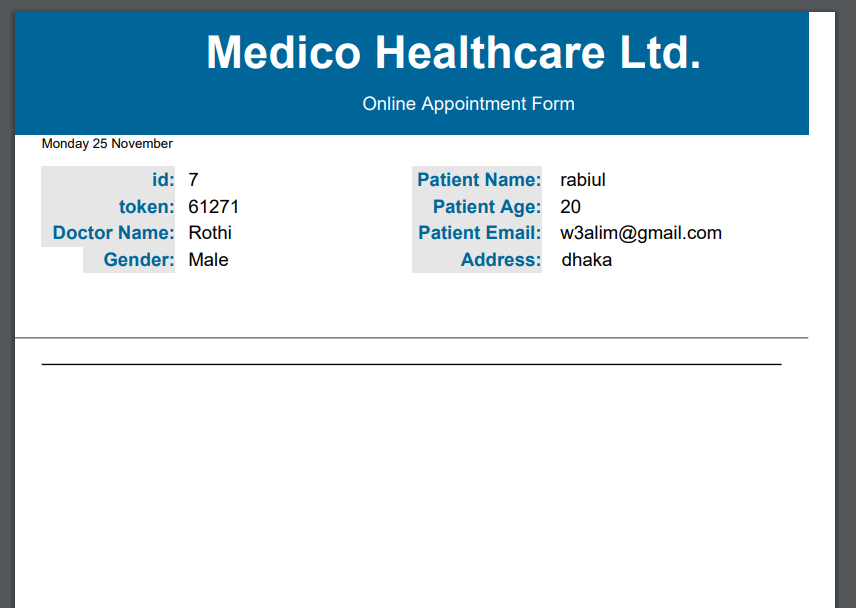 Medico Healthcare Ltd.
Online Appointment Form
Monday 25 November
id: 7 Patient Name: rabiul
token: 61271 Patient Age: 20
Doctor Name: Rothi Patient Email: w3alim@gmail.com
Gender: Male Address: dhaka